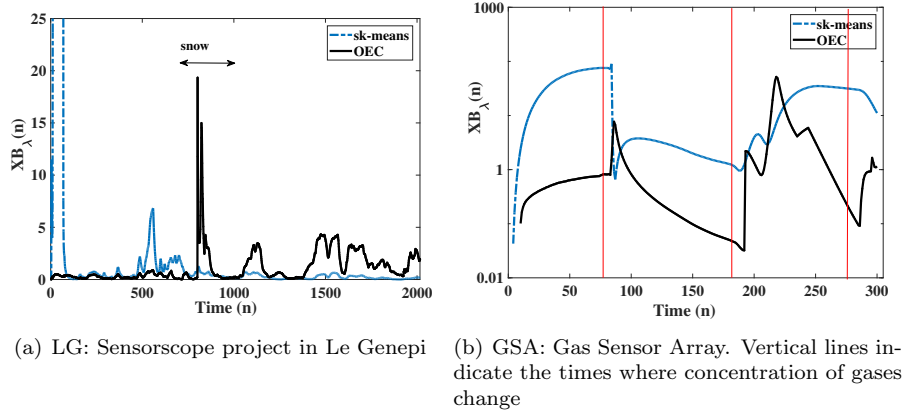 25
20
15
10
5
0
XB_λ(n)
snow
sk-means
OEC
0 500 1000 1500 2000
Time (n)
1000
1
0.01
XB_λ(n)
sk-means
OEC
0 50 100 150 200 250 300
Time (n)
(a) LG: Sensorscope project in Le Genepi
(b) GSA: Gas Sensor Array. Vertical lines in-
dicate the times where concentration of gases
change